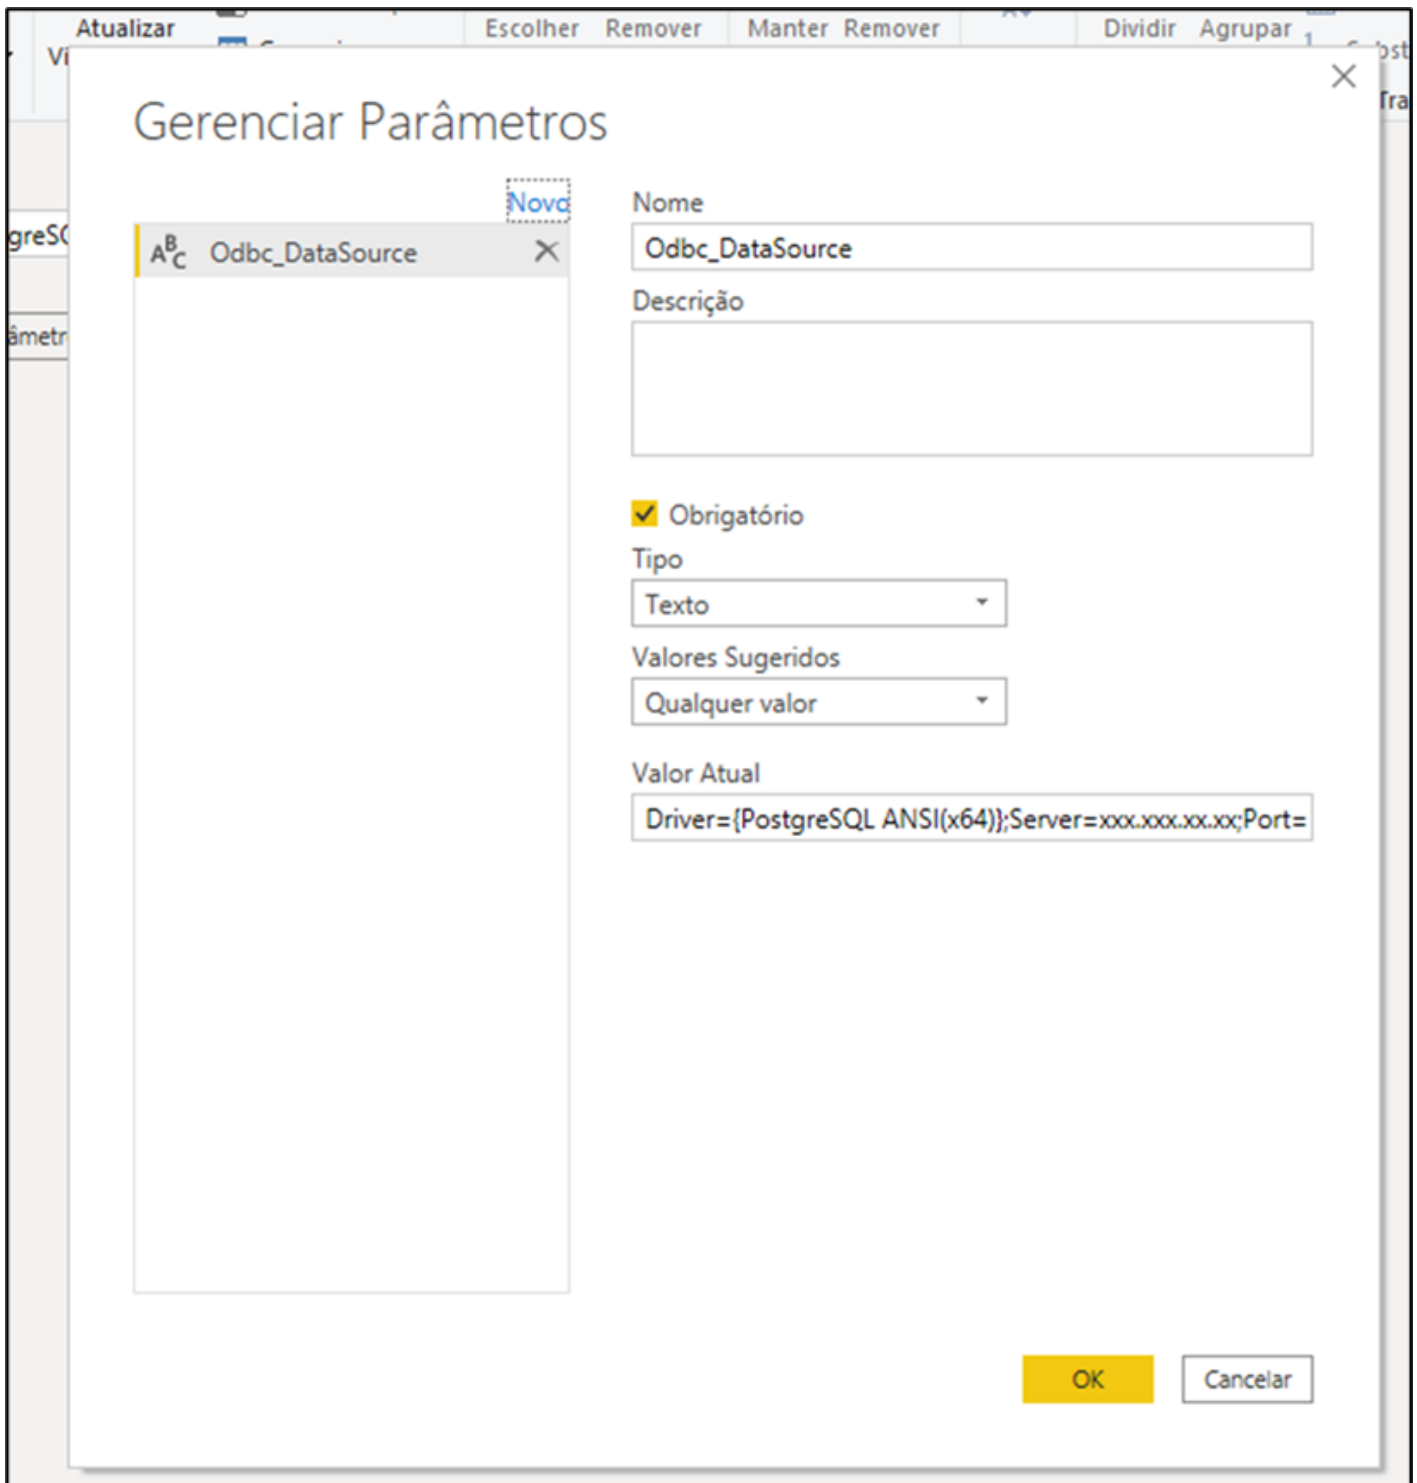 Atualizar
Escolher Remover Manter Remover Dividir Agrupar
Gerenciar Parâmetros
Novo
Nome
ABC Odbc_DataSource
Odbc_DataSource
Descrição
Obrigatório
Tipo
Texto
Valores Sugeridos
Qualquer valor
Valor Atual
Driver={PostgreSQL ANSI(x64)};Server=xxx.xxx.xx.xx;Port=
OK
Cancelar